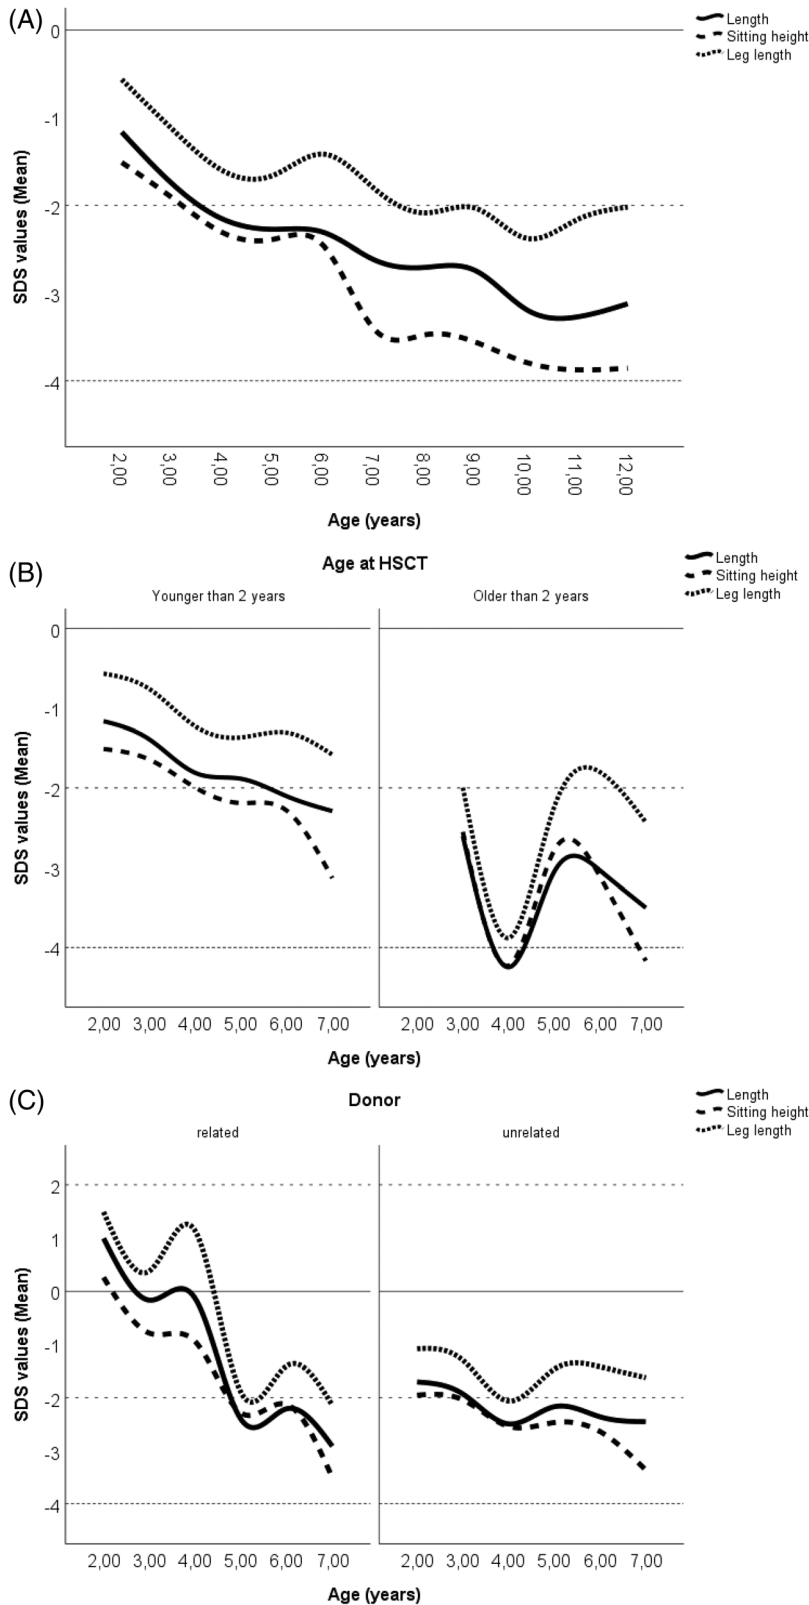 (A)
Length
Sitting height
Leg length
0
-1
-2
-3
-4
SDS values (Mean)
2,00 3,00 4,00 5,00 6,00 7,00 8,00 9,00 10,00 11,00 12,00
Age (years)
(B)
Age at HSCT
Length
Sitting height
Leg length
Younger than 2 years Older than 2 years
0
-1
-2
-3
-4
SDS values (Mean)
2,00 3,00 4,00 5,00 6,00 7,00 2,00 3,00 4,00 5,00 6,00 7,00
Age (years)
(C)
Donor
Length
Sitting height
Leg length
related unrelated
2
1
0
-1
-2
-3
-4
SDS values (Mean)
2,00 3,00 4,00 5,00 6,00 7,00 2,00 3,00 4,00 5,00 6,00 7,00
Age (years)